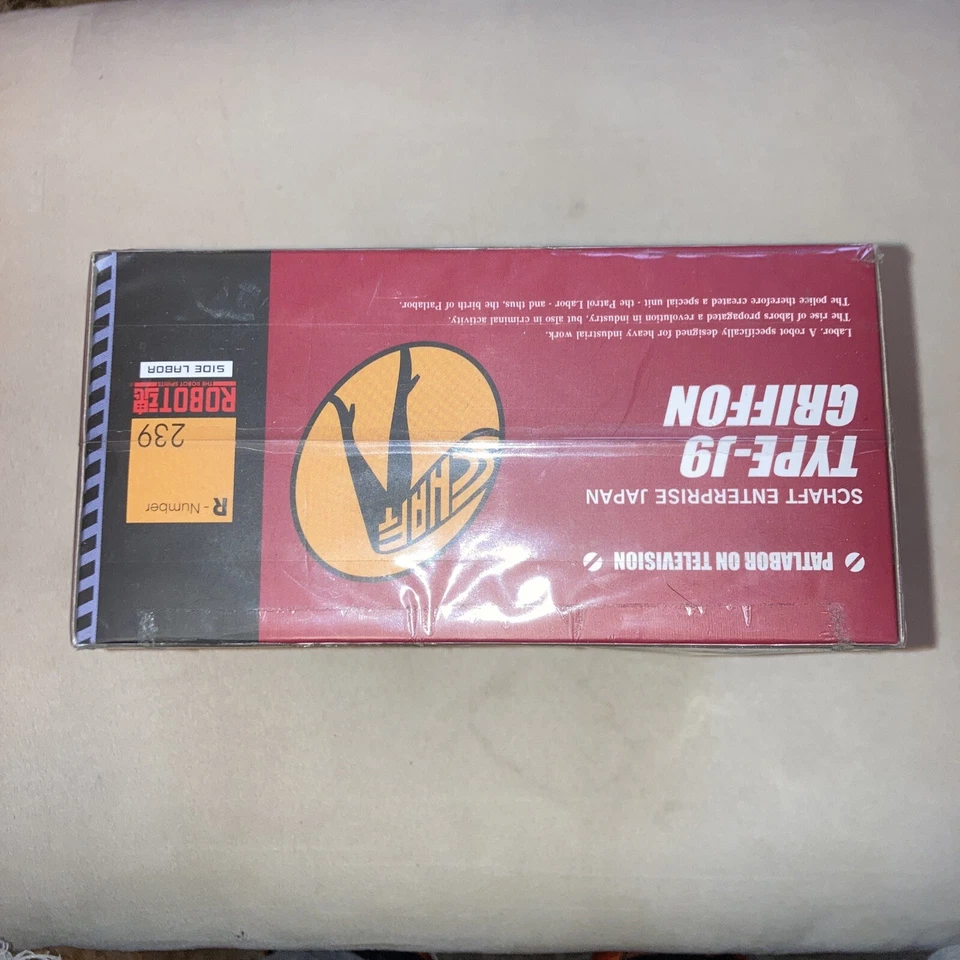 PATLABOR ON TELEVISION
SCHAFT ENTERPRISE JAPAN
TYPE-J9
GRIFFON
Labor. A robot specifically designed for heavy industrial work.
The rise of labors propagated a revolution in industry, but also in criminal activity.
The police therefore created a special unit - the Patrol Labor - and thus, the birth of Patlabor.
SCHAFT
R - Number
239
ROBOT魂
THE ROBOT SPIRITS
SIDE LABOR